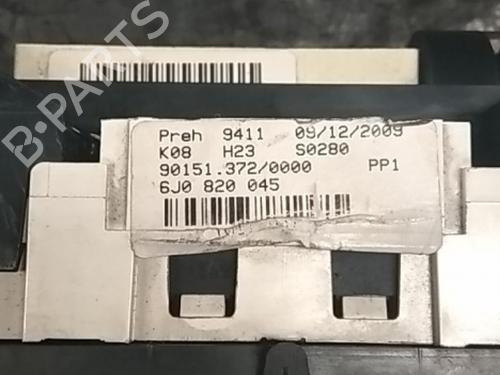 B-PARTS
Preh 9411 09/12/2009
K08 H23 S0280
90151.372/0000 PP1
6J0 820 045